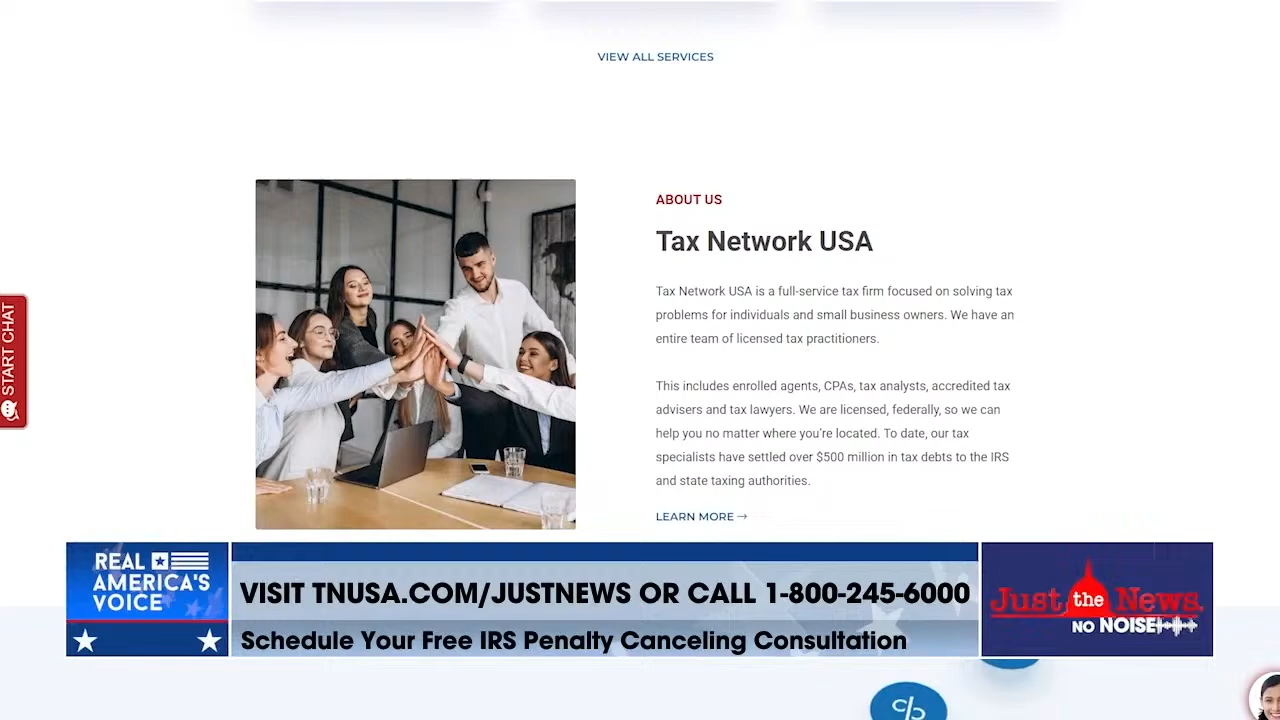 VIEW ALL SERVICES
START CHAT
ABOUT US
Tax Network USA
Tax Network USA is a full-service tax firm focused on solving tax
problems for individuals and small business owners. We have an
entire team of licensed tax practitioners.
This includes enrolled agents, CPAs, tax analysts, accredited tax
advisers and tax lawyers. We are licensed, federally, so we can
help you no matter where you're located. To date, our tax
specialists have settled over $500 million in tax debts to the IRS
and state taxing authorities.
LEARN MORE →
REAL
AMERICA'S
VOICE
VISIT TNUSA.COM/JUSTNEWS OR CALL 1-800-245-6000
Schedule Your Free IRS Penalty Canceling Consultation
Just the News
NO NOISE